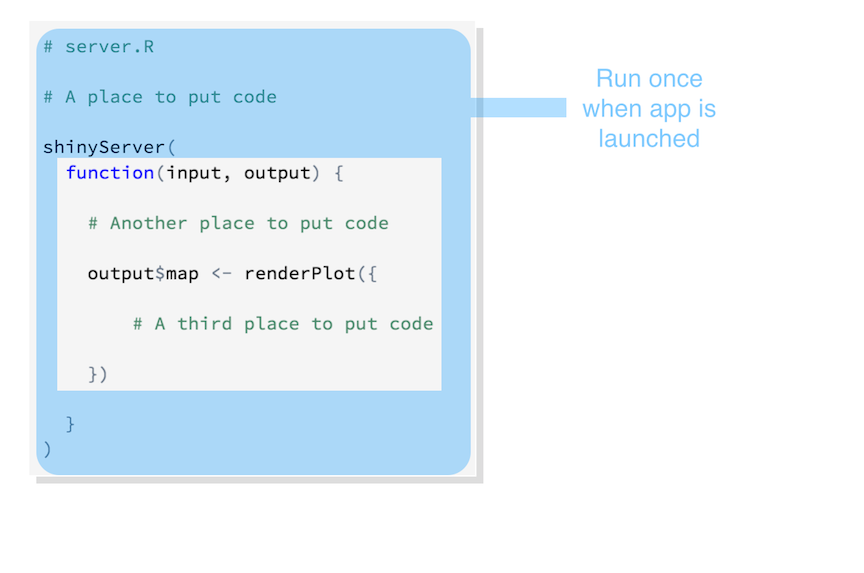 # server.R
# A place to put code
shinyServer(
function(input, output) {
# Another place to put code
output$map <- renderPlot({
# A third place to put code
})
}
)
Run once
when app is
launched